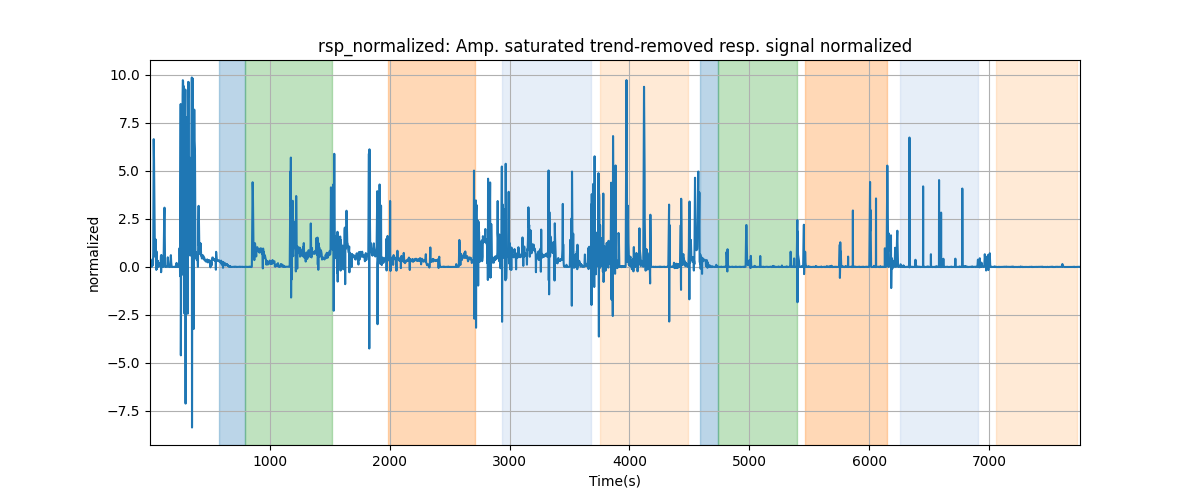 rsp_normalized: Amp. saturated trend-removed resp. signal normalized
10.0
7.5
5.0
2.5
0.0
−2.5
−5.0
−7.5
normalized
1000 2000 3000 4000 5000 6000 7000
Time(s)